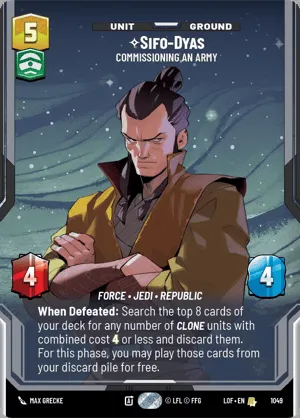 UNIT GROUND
5
✧SIFO-DYAS
COMMISSIONING AN ARMY
4 4
FORCE • JEDI • REPUBLIC
When Defeated: Search the top 8 cards of
your deck for any number of CLONE units with
combined cost 4 or less and discard them.
For this phase, you may play those cards from
your discard pile for free.
MAX GRECKE © LFL © FFG LOF • EN 1049